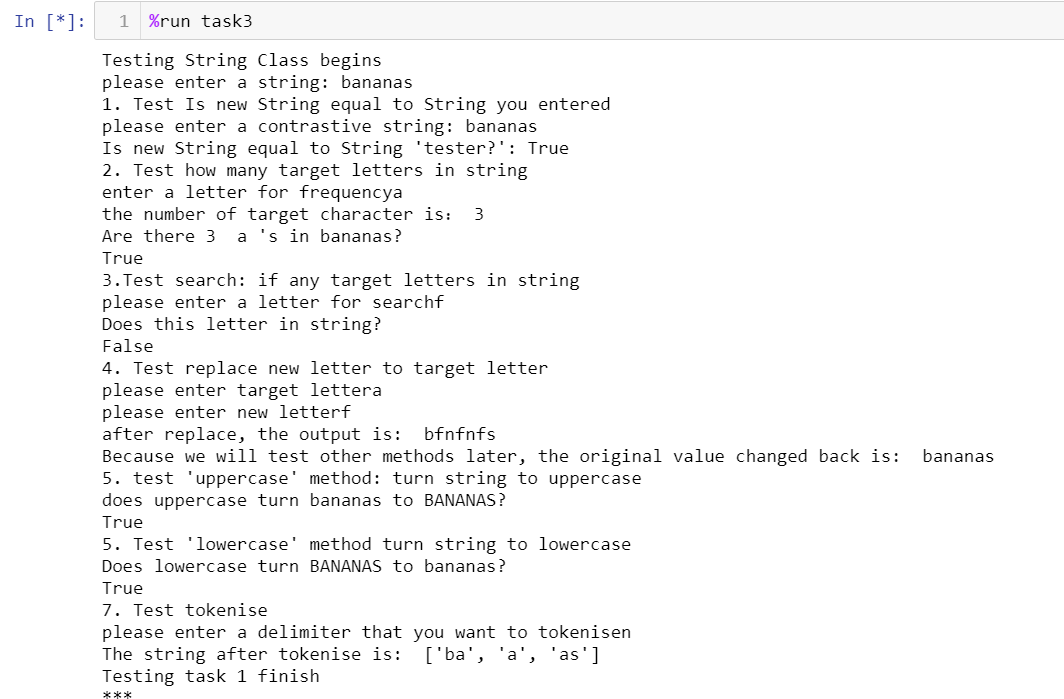 In [*]: 1 %run task3
Testing String Class begins
please enter a string: bananas
1. Test Is new String equal to String you entered
please enter a contrastive string: bananas
Is new String equal to String 'tester?': True
2. Test how many target letters in string
enter a letter for frequencya
the number of target character is:  3
Are there 3  a 's in bananas?
True
3.Test search: if any target letters in string
please enter a letter for searchf
Does this letter in string?
False
4. Test replace new letter to target letter
please enter target lettera
please enter new letterf
after replace, the output is:  bfnfnfs
Because we will test other methods later, the original value changed back is:  bananas
5. test 'uppercase' method: turn string to uppercase
does uppercase turn bananas to BANANAS?
True
5. Test 'lowercase' method turn string to lowercase
Does lowercase turn BANANAS to bananas?
True
7. Test tokenise
please enter a delimiter that you want to tokenisen
The string after tokenise is:  ['ba', 'a', 'as']
Testing task 1 finish
***